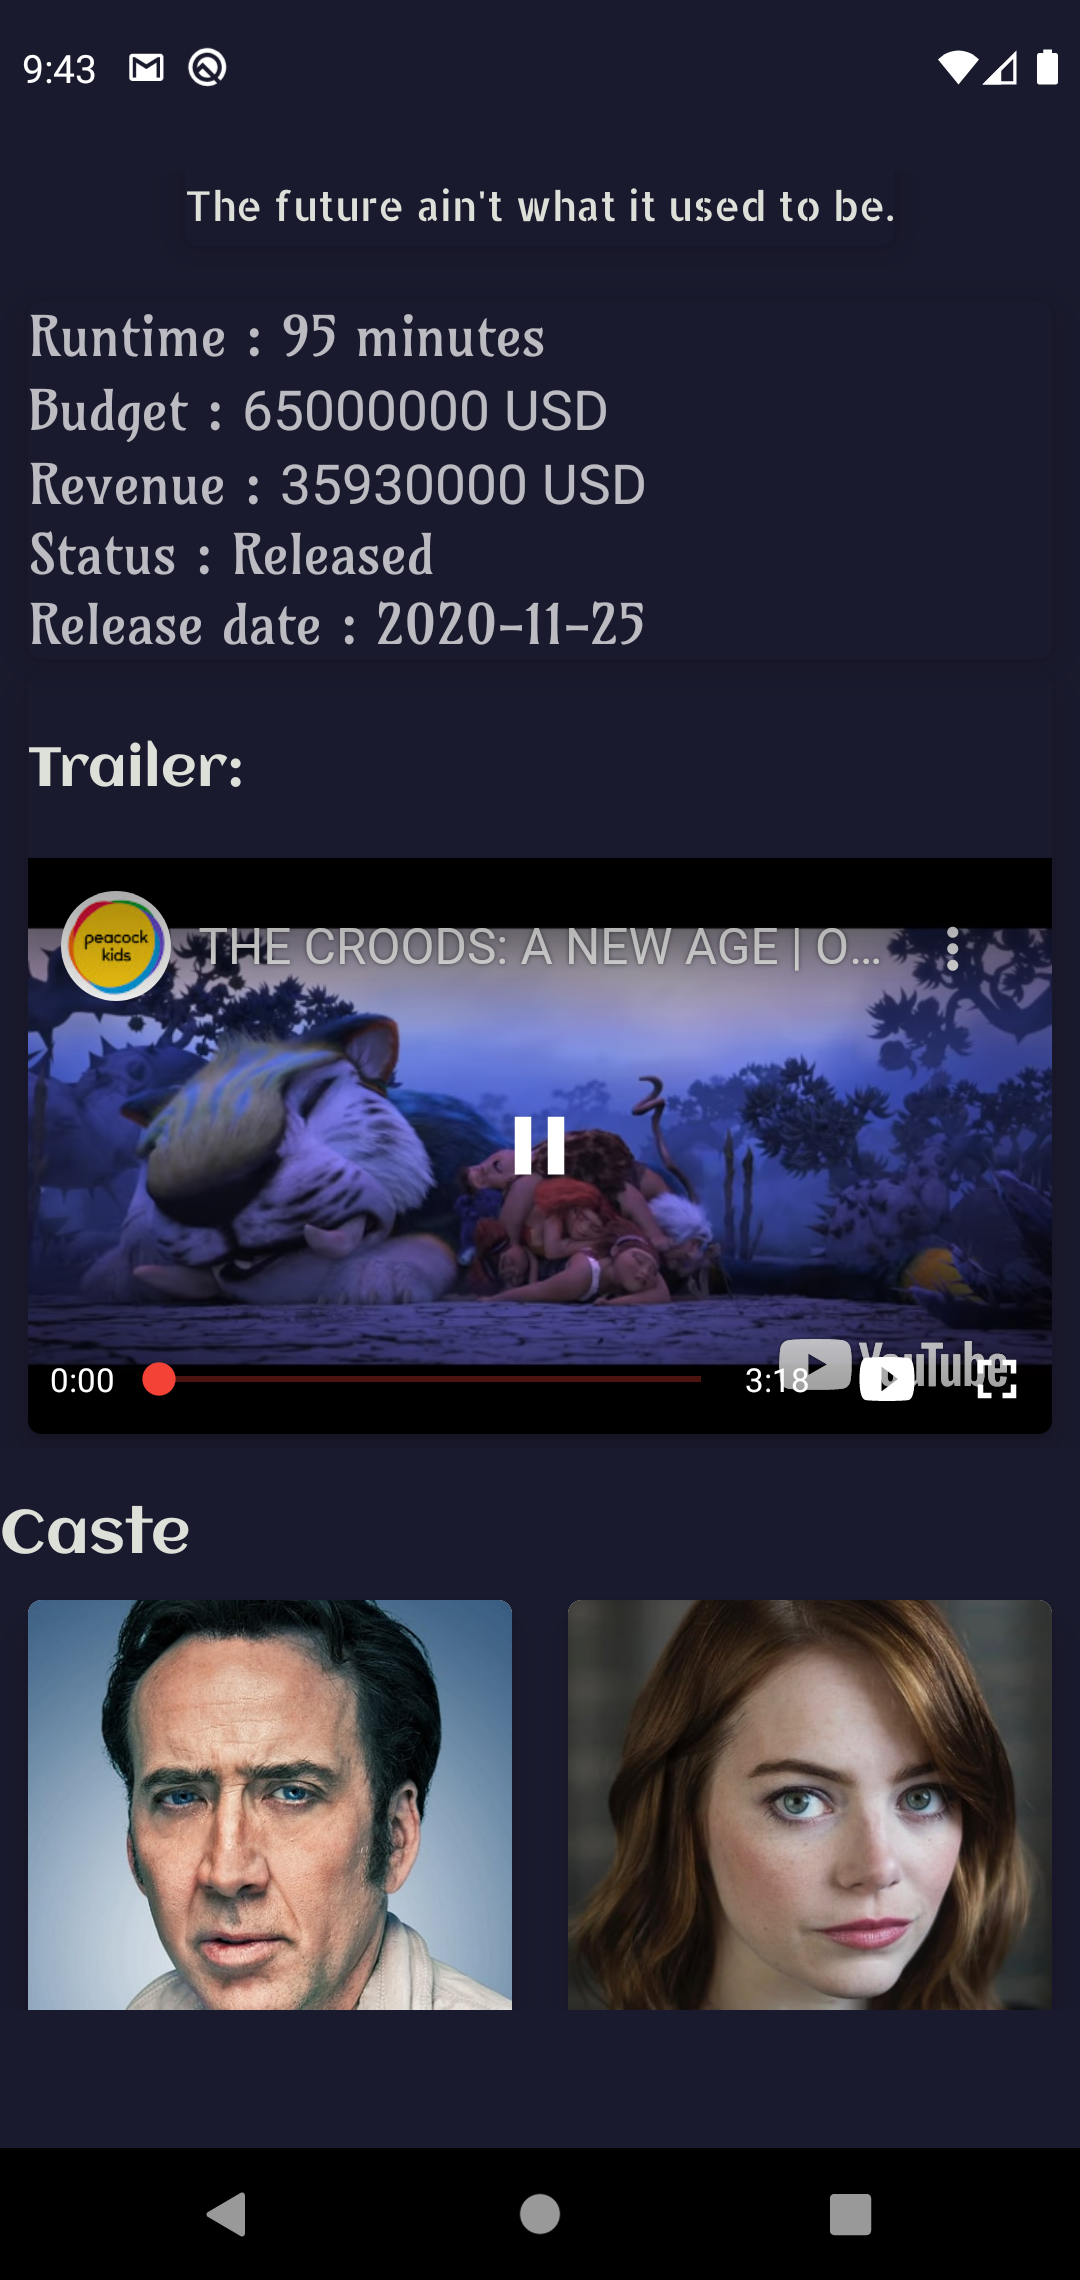 9:43
The future ain't what it used to be.
Runtime : 95 minutes
Budget : 65000000 USD
Revenue : 35930000 USD
Status : Released
Release date : 2020-11-25
Trailer:
peacock
kids
THE CROODS: A NEW AGE | O...
YouTube
0:00
3:18
Caste